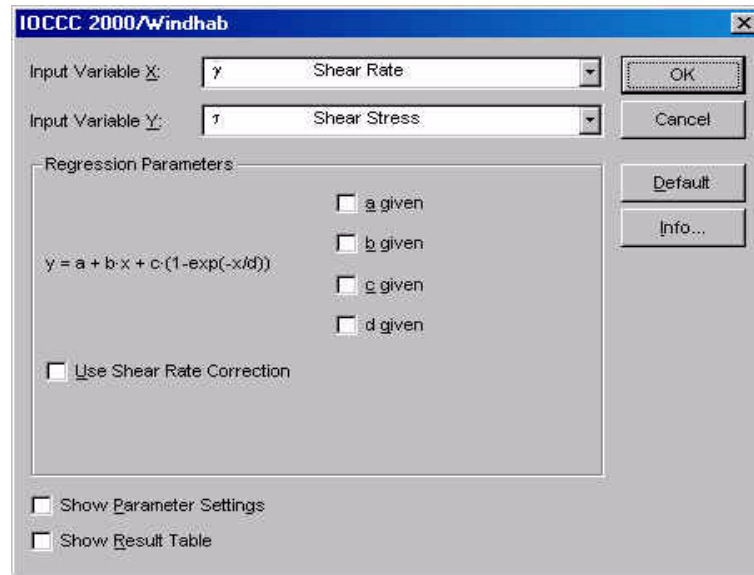 IOCCC 2000/Windhab
Input Variable X: γ Shear Rate
OK
Input Variable Y: τ Shear Stress
Cancel
Regression Parameters
Default
Info...
a given
b given
y = a + b·x + c·(1-exp(-x/d))
c given
d given
Use Shear Rate Correction
Show Parameter Settings
Show Result Table